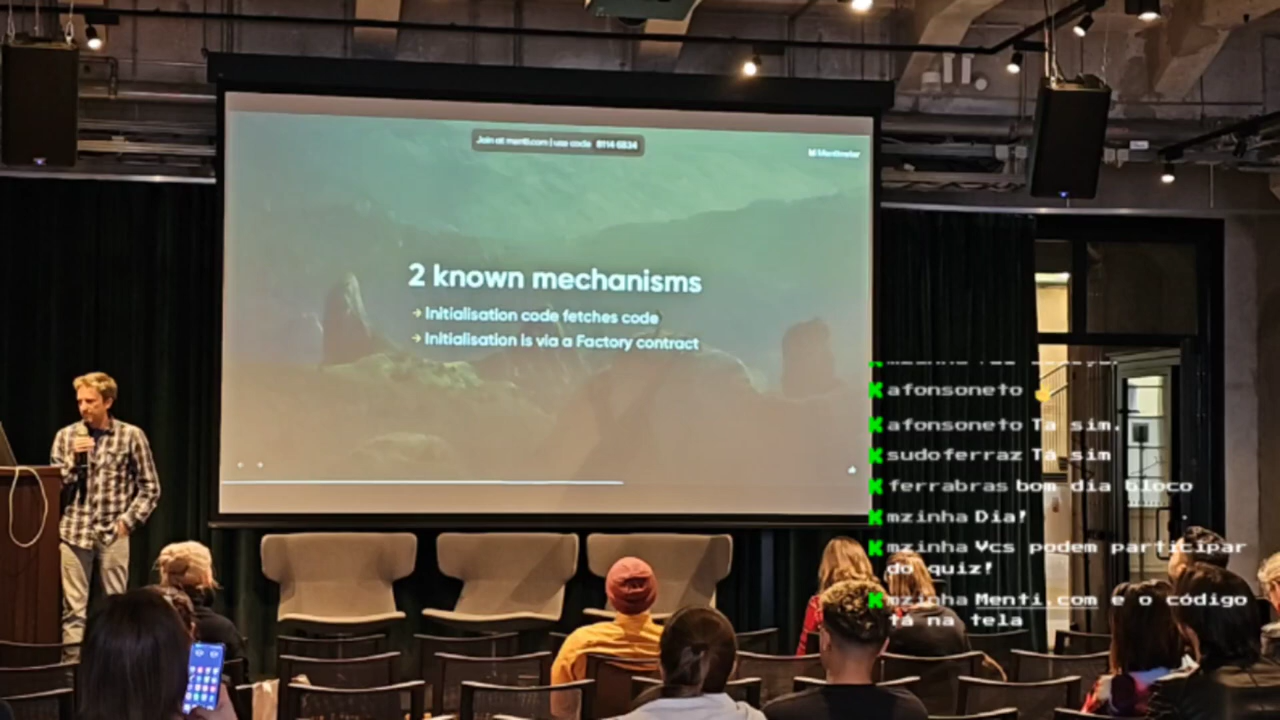 Join at menti.com | use code 8114 6834
Mentimeter
2 known mechanisms
→ Initialisation code fetches code
→ Initialisation is via a Factory contract
afonsoneto
afonsoneto Tá sim.
sudoferraz Tá sim
ferrabras bom dia bloco
mzinha Dia!
mzinha Vcs podem participar
do quiz!
mzinha Menti.com e o código
tá na tela